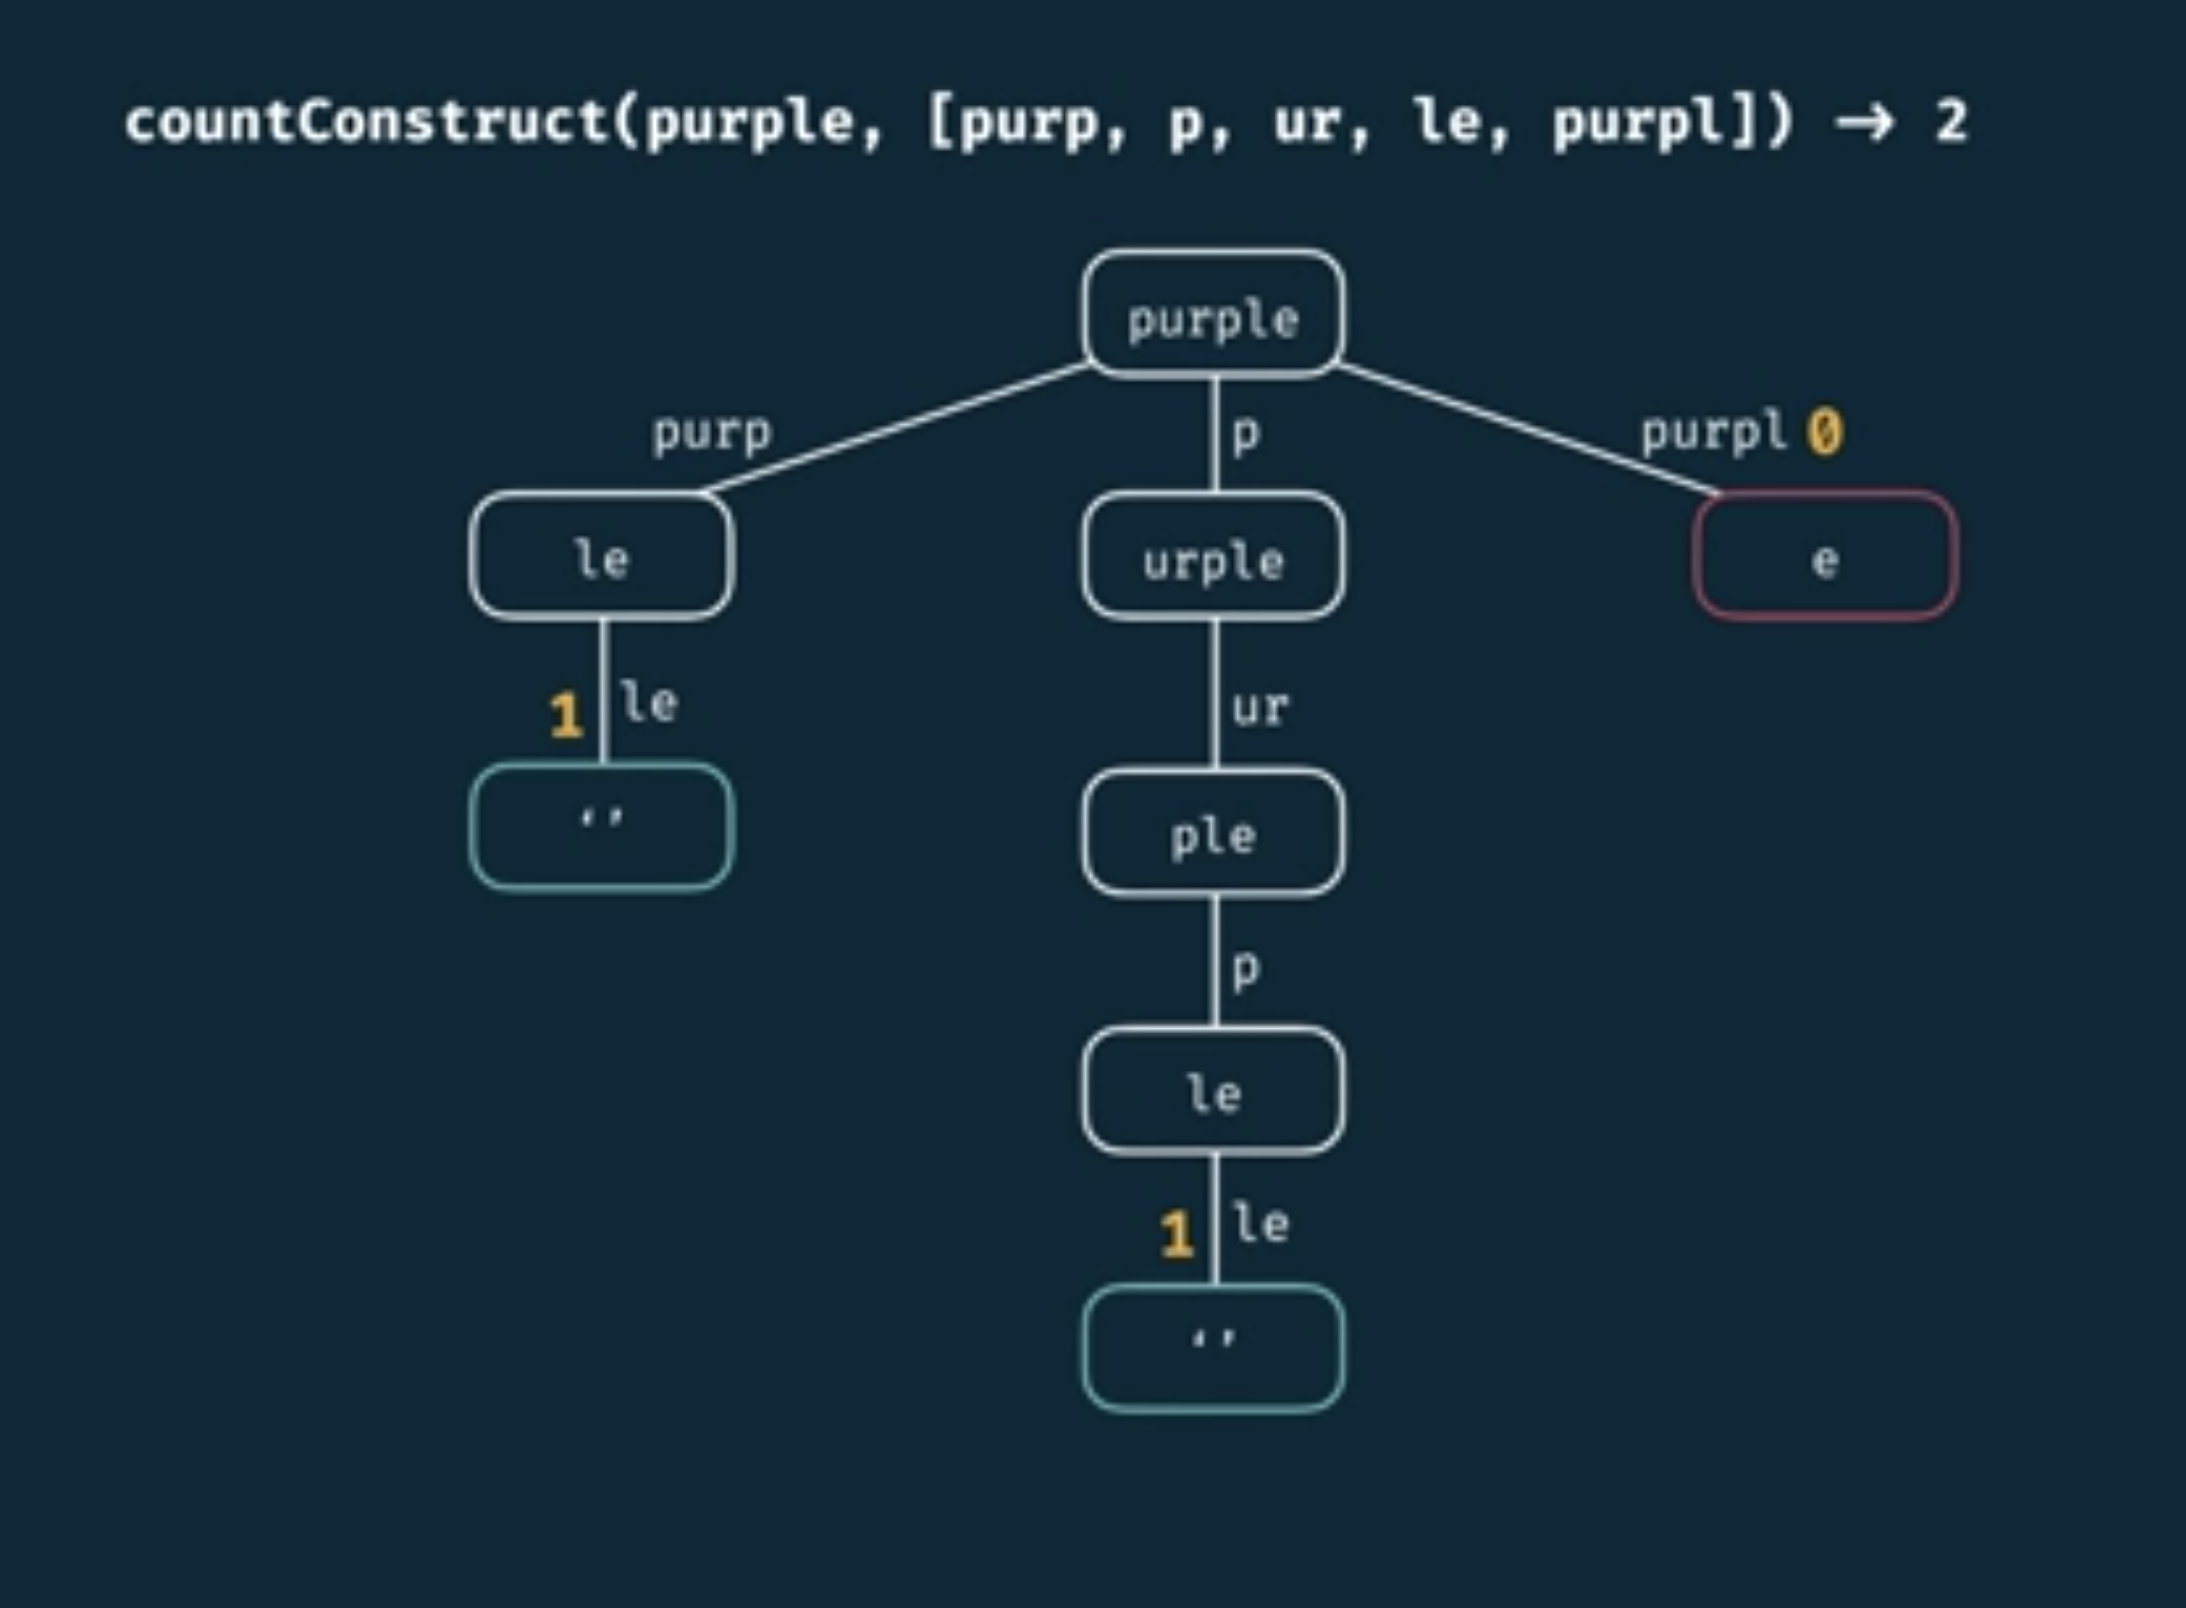 countConstruct(purple, [purp, p, ur, le, purpl]) → 2
purple
purp p purpl 0
le urple e
1 le ur
‘’ ple
p
le
1 le
‘’